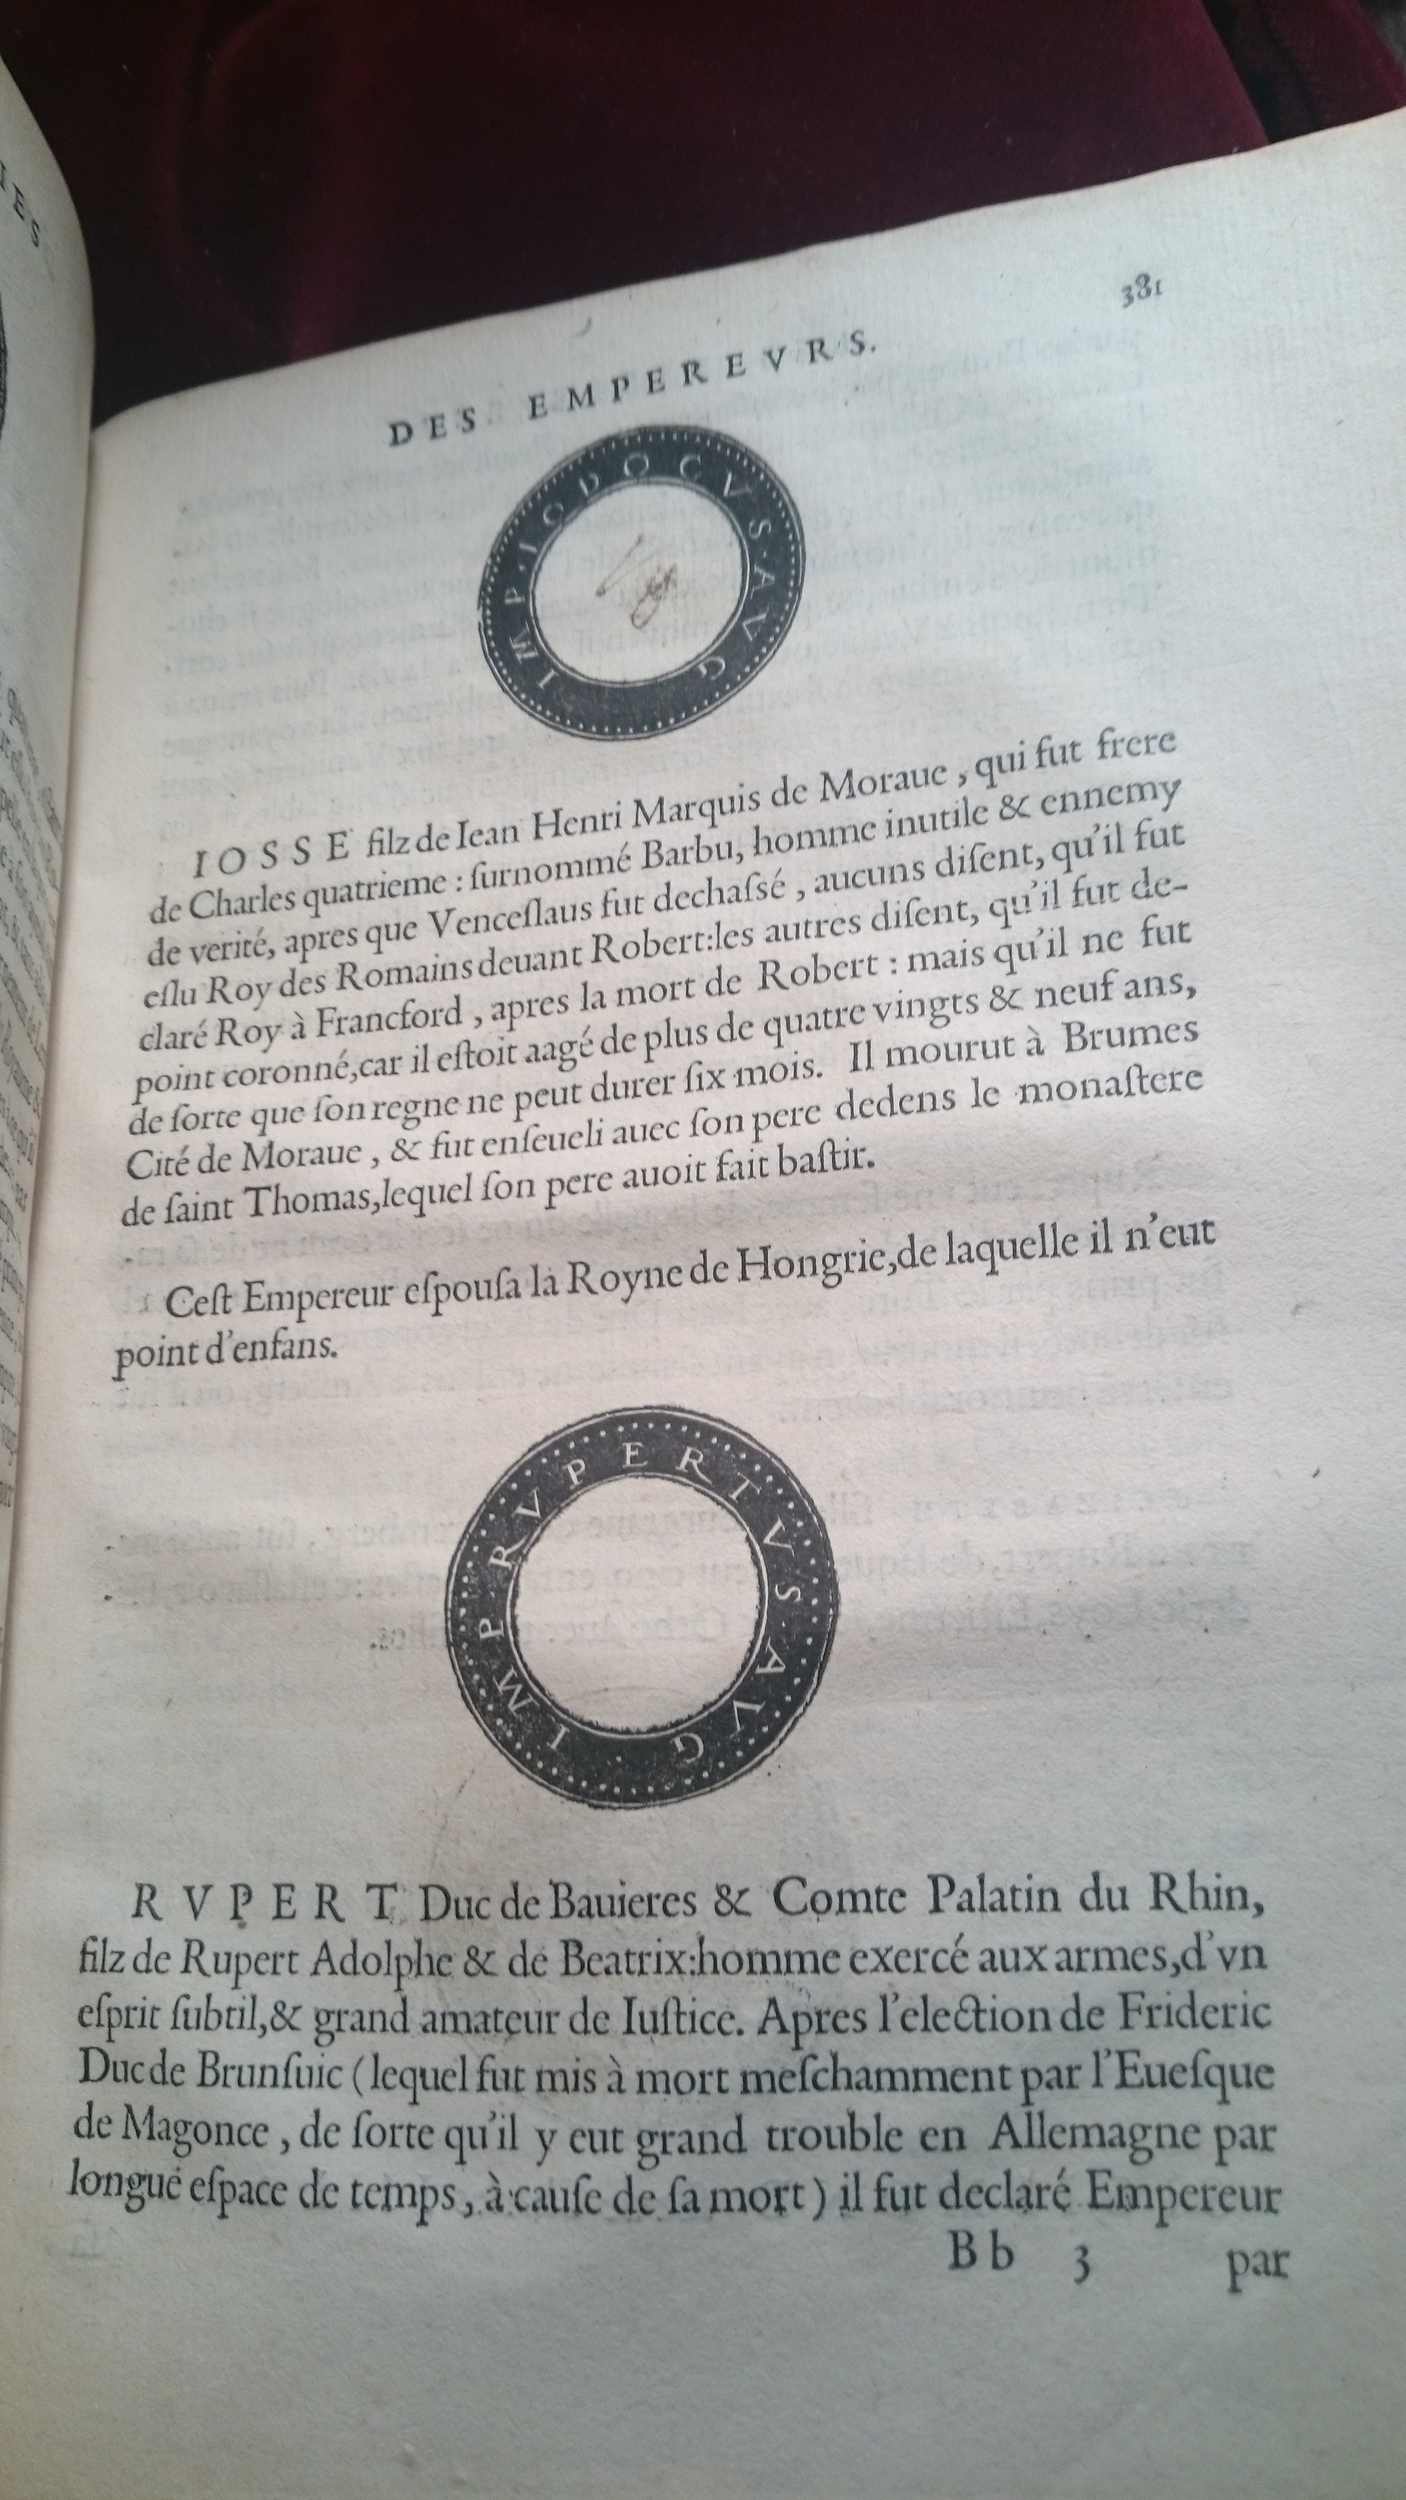 IES
DES EMPEREVRS.
381
IMP · IODOCVS · AVG
IOSSE filz de Iean Henri Marquis de Moraue, qui fut frere
de Charles quatrieme : ſurnommé Barbu, homme inutile & ennemy
de verité, apres que Venceſlaus fut dechaſsé, aucuns diſent, qu'il fut
eſlu Roy des Romains deuant Robert:les autres diſent, qu'il fut de-
claré Roy à Francford, apres la mort de Robert : mais qu'il ne fut
point coronné,car il eſtoit aagé de plus de quatre vingts & neuf ans,
de ſorte que ſon regne ne peut durer ſix mois. Il mourut à Brumes
Cité de Moraue, & fut enſeueli auec ſon pere dedens le monaſtere
de ſaint Thomas,lequel ſon pere auoit fait baſtir.
Ceſt Empereur eſpouſa la Royne de Hongrie,de laquelle il n'eut
point d'enfans.
IMP RVPERTVS AVG
RVPERT Duc de Bauieres & Comte Palatin du Rhin,
filz de Rupert Adolphe & de Beatrix:homme exercé aux armes,d'vn
eſprit ſubtil,& grand amateur de Iuſtice. Apres l'election de Frideric
Duc de Brunſuic (lequel fut mis à mort meſchamment par l'Eueſque
de Magonce, de ſorte qu'il y eut grand trouble en Allemagne par
longue eſpace de temps, à cauſe de ſa mort) il fut declaré Empereur
Bb 3 par